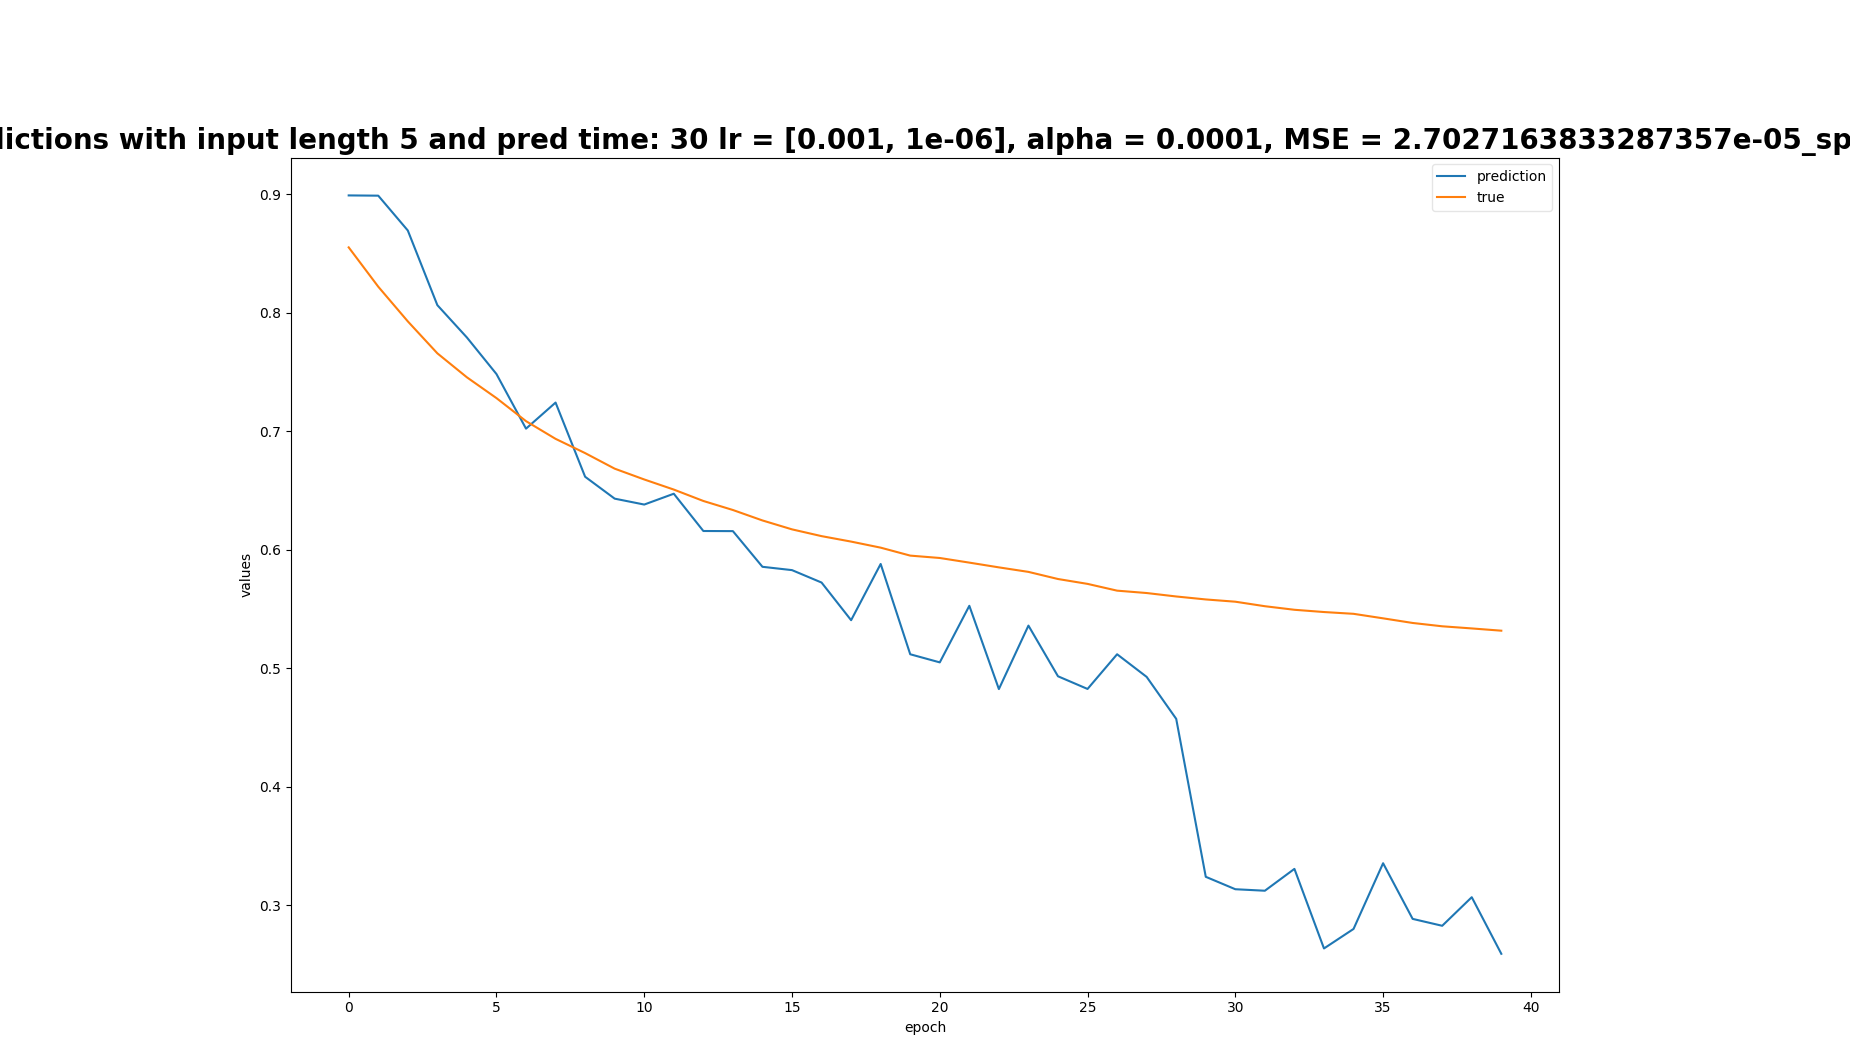 with input length 5 and pred time: 30 lr = [0.001, 1e-06], alpha = 0.0001, MSE = 2.7027163833287357e-05_sp
prediction
true
0.9
0.8
0.7
0.6
0.5
0.4
0.3
values
0 5 10 15 20 25 30 35 40
epoch